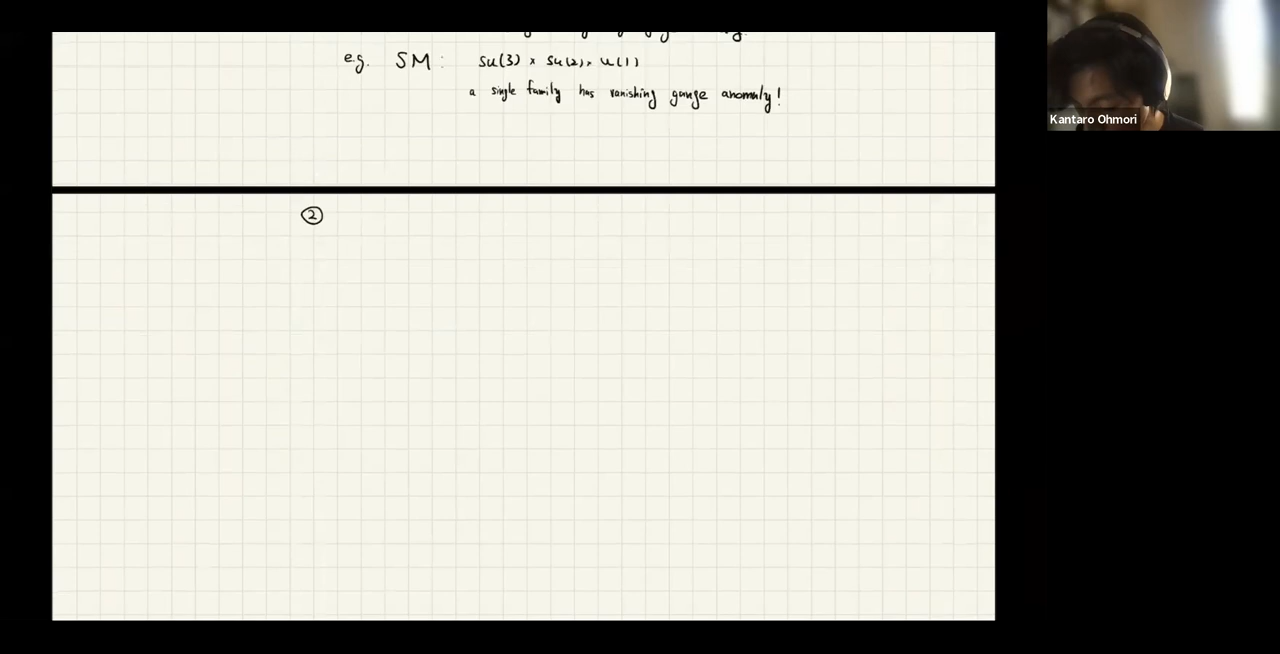 e.g. SM : su(3) × su(2) × u(1)
a single family has vanishing gauge anomaly!
②
Kantaro Ohmori